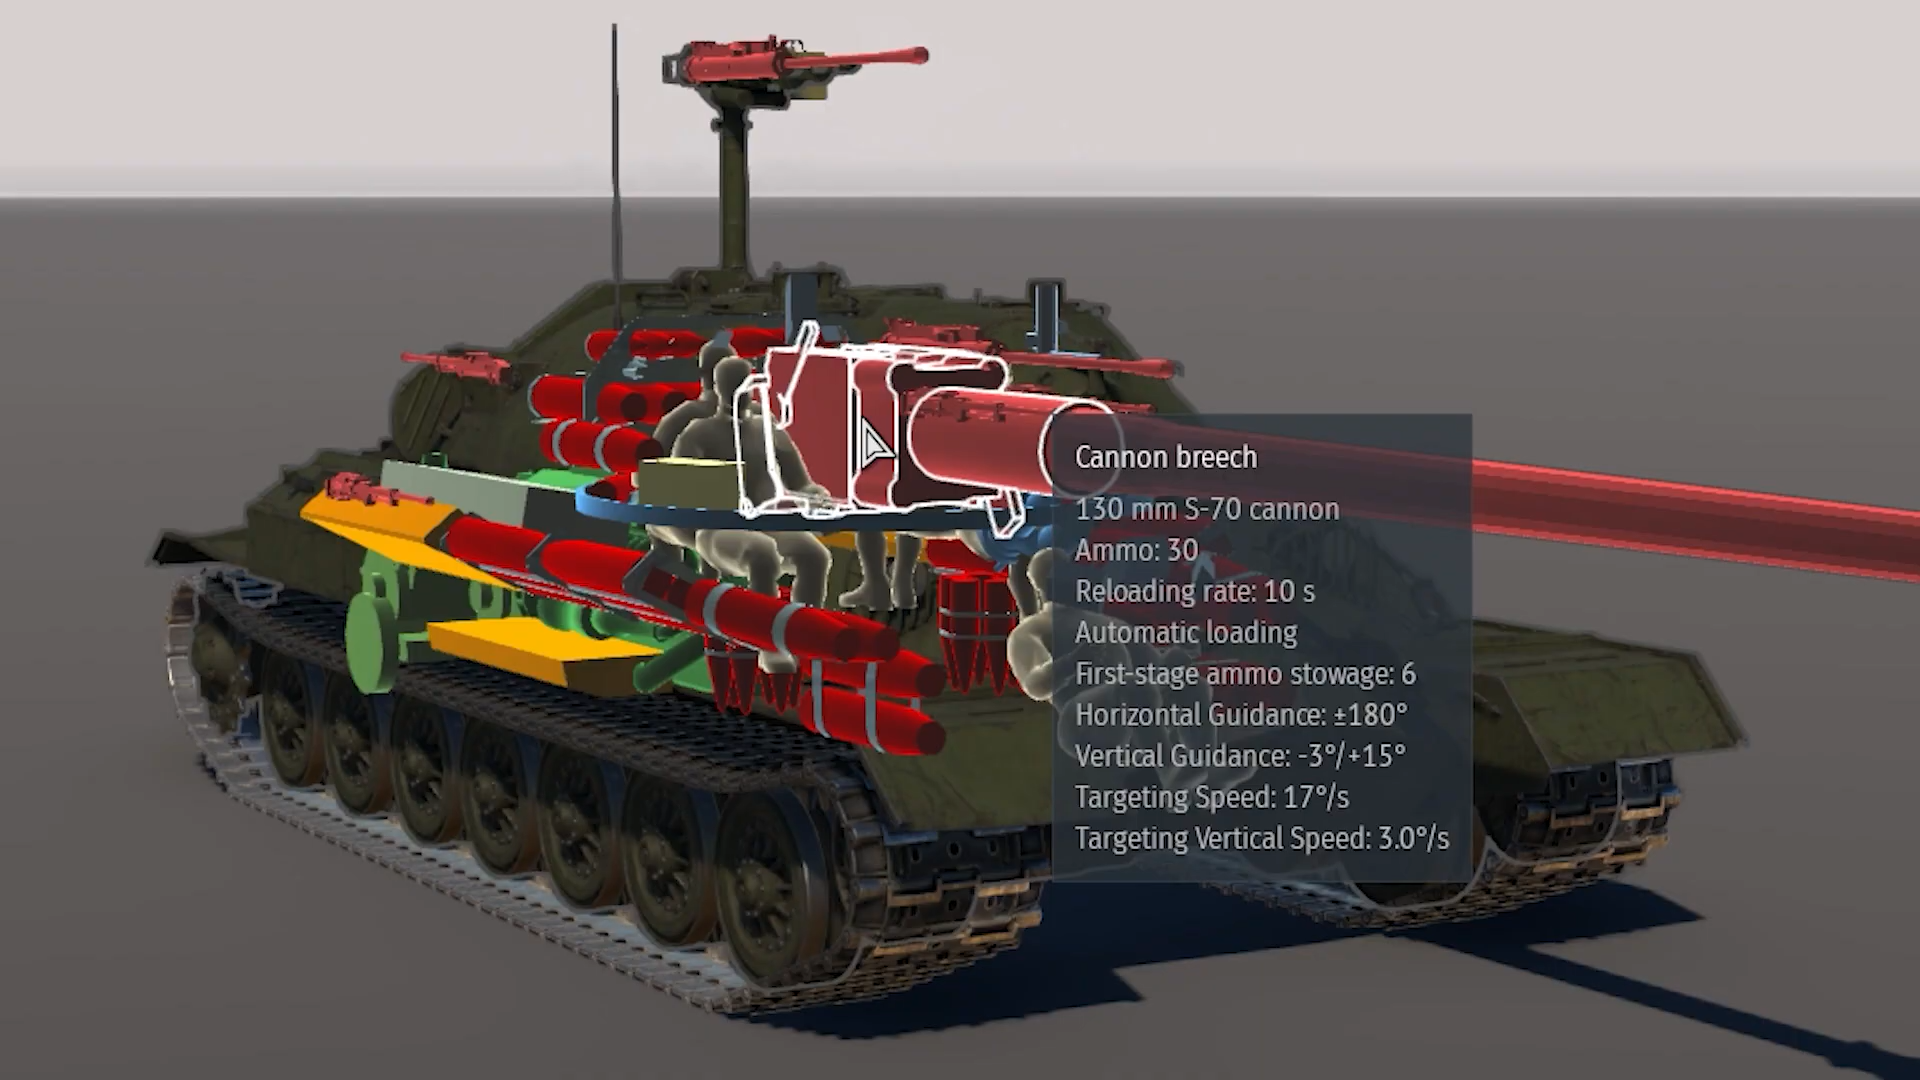 Cannon breech
130 mm S-70 cannon
Ammo: 30
Reloading rate: 10 s
Automatic loading
First-stage ammo stowage: 6
Horizontal Guidance: ±180°
Vertical Guidance: -3°/+15°
Targeting Speed: 17°/s
Targeting Vertical Speed: 3.0°/s